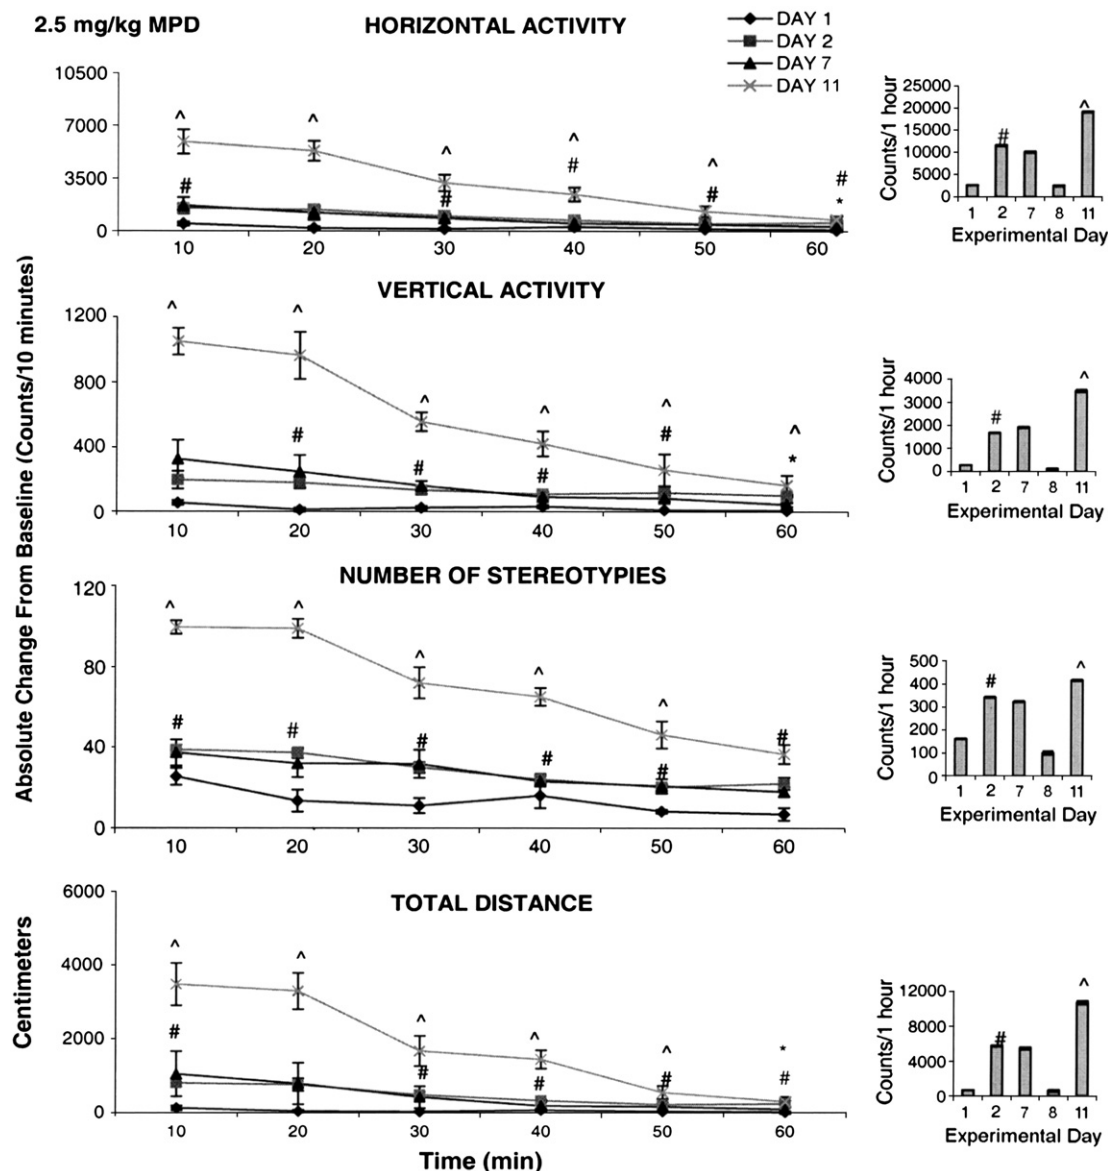 2.5 mg/kg MPD
HORIZONTAL ACTIVITY
DAY 1
DAY 2
DAY 7
DAY 11
10500
7000
3500
0
^ ^ ^ ^ ^ #
# # # # *
10 20 30 40 50 60
Counts/1 hour
25000
20000
15000
10000
5000
0
# ^
1 2 7 8 11
Experimental Day
Absolute Change From Baseline (Counts/10 minutes)
VERTICAL ACTIVITY
1200
800
400
0
^ ^ ^ ^ ^ ^
# # # # *
10 20 30 40 50 60
Counts/1 hour
4000
3000
2000
1000
0
# ^
1 2 7 8 11
Experimental Day
NUMBER OF STEREOTYPIES
120
80
40
0
^ ^ ^ ^ ^
# # # # # #
10 20 30 40 50 60
Counts/1 hour
500
400
300
200
100
0
# ^
1 2 7 8 11
Experimental Day
Centimeters
TOTAL DISTANCE
6000
4000
2000
0
^ ^ ^ ^ ^ *
# # # # #
10 20 30 40 50 60
Time (min)
Counts/1 hour
12000
8000
4000
0
# ^
1 2 7 8 11
Experimental Day